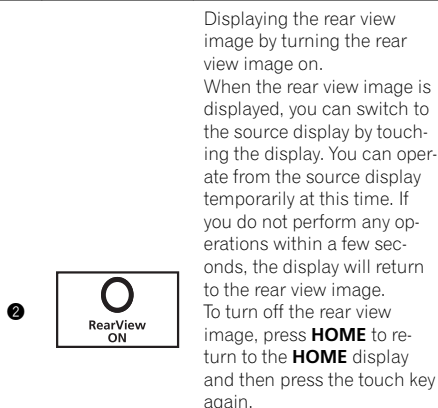 ❷
RearView
ON
Displaying the rear view
image by turning the rear
view image on.
When the rear view image is
displayed, you can switch to
the source display by touch-
ing the display. You can oper-
ate from the source display
temporarily at this time. If
you do not perform any op-
erations within a few sec-
onds, the display will return
to the rear view image.
To turn off the rear view
image, press HOME to re-
turn to the HOME display
and then press the touch key
again.